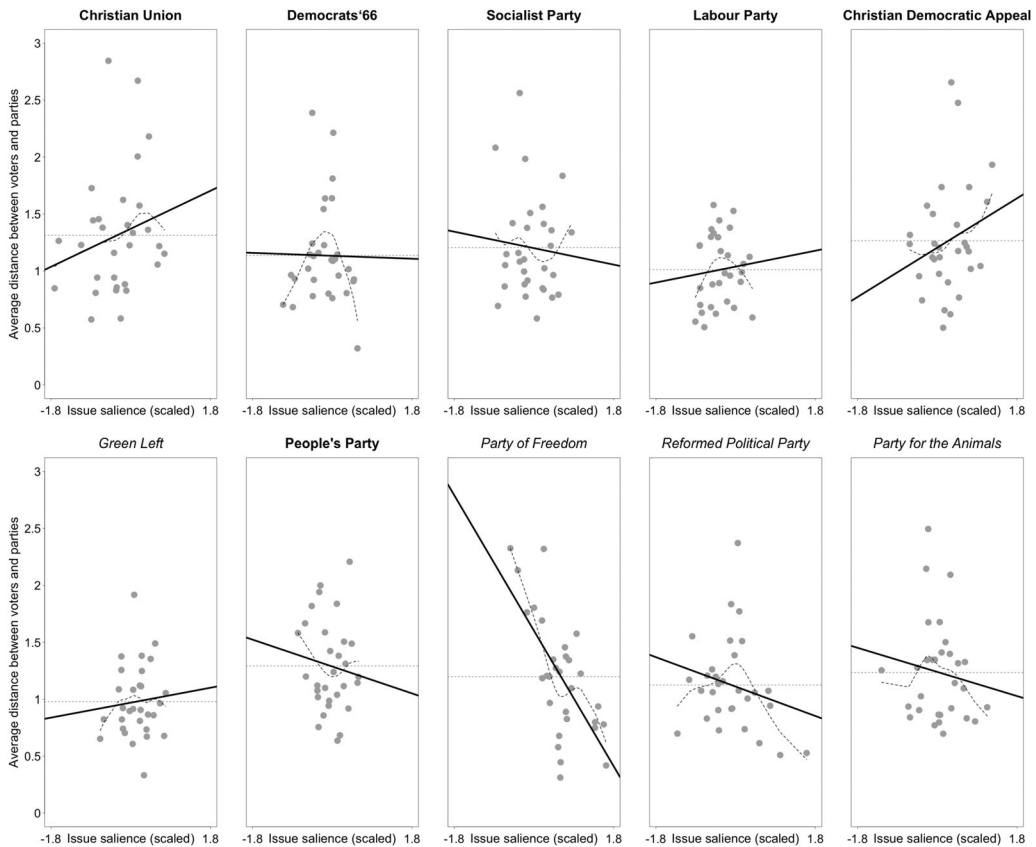 Christian Union
Democrats‘66
Socialist Party
Labour Party
Christian Democratic Appeal
Average distance between voters and parties
3
2.5
2
1.5
1
0.5
0
-1.8 Issue salience (scaled) 1.8
-1.8 Issue salience (scaled) 1.8
-1.8 Issue salience (scaled) 1.8
-1.8 Issue salience (scaled) 1.8
-1.8 Issue salience (scaled) 1.8
Green Left
People's Party
Party of Freedom
Reformed Political Party
Party for the Animals
Average distance between voters and parties
3
2.5
2
1.5
1
0.5
0
-1.8 Issue salience (scaled) 1.8
-1.8 Issue salience (scaled) 1.8
-1.8 Issue salience (scaled) 1.8
-1.8 Issue salience (scaled) 1.8
-1.8 Issue salience (scaled) 1.8